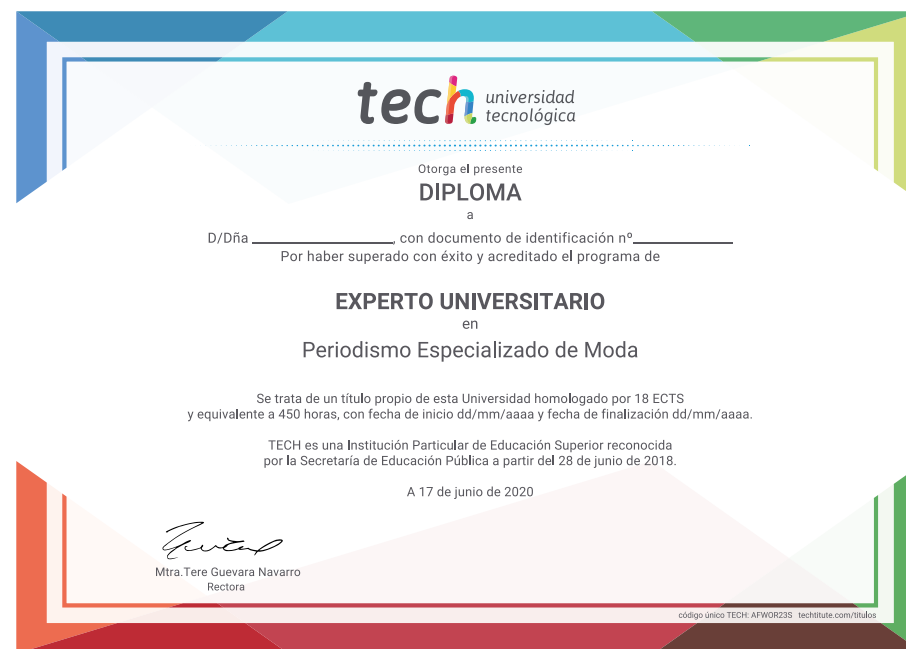 tech universidad
tecnológica
Otorga el presente
DIPLOMA
a
D/Dña ____________________, con documento de identificación nº______________
Por haber superado con éxito y acreditado el programa de
EXPERTO UNIVERSITARIO
en
Periodismo Especializado de Moda
Se trata de un título propio de esta Universidad homologado por 18 ECTS
y equivalente a 450 horas, con fecha de inicio dd/mm/aaaa y fecha de finalización dd/mm/aaaa.
TECH es una Institución Particular de Educación Superior reconocida
por la Secretaría de Educación Pública a partir del 28 de junio de 2018.
A 17 de junio de 2020
Mtra.Tere Guevara Navarro
Rectora
código único TECH: AFWOR23S techtitute.com/titulos